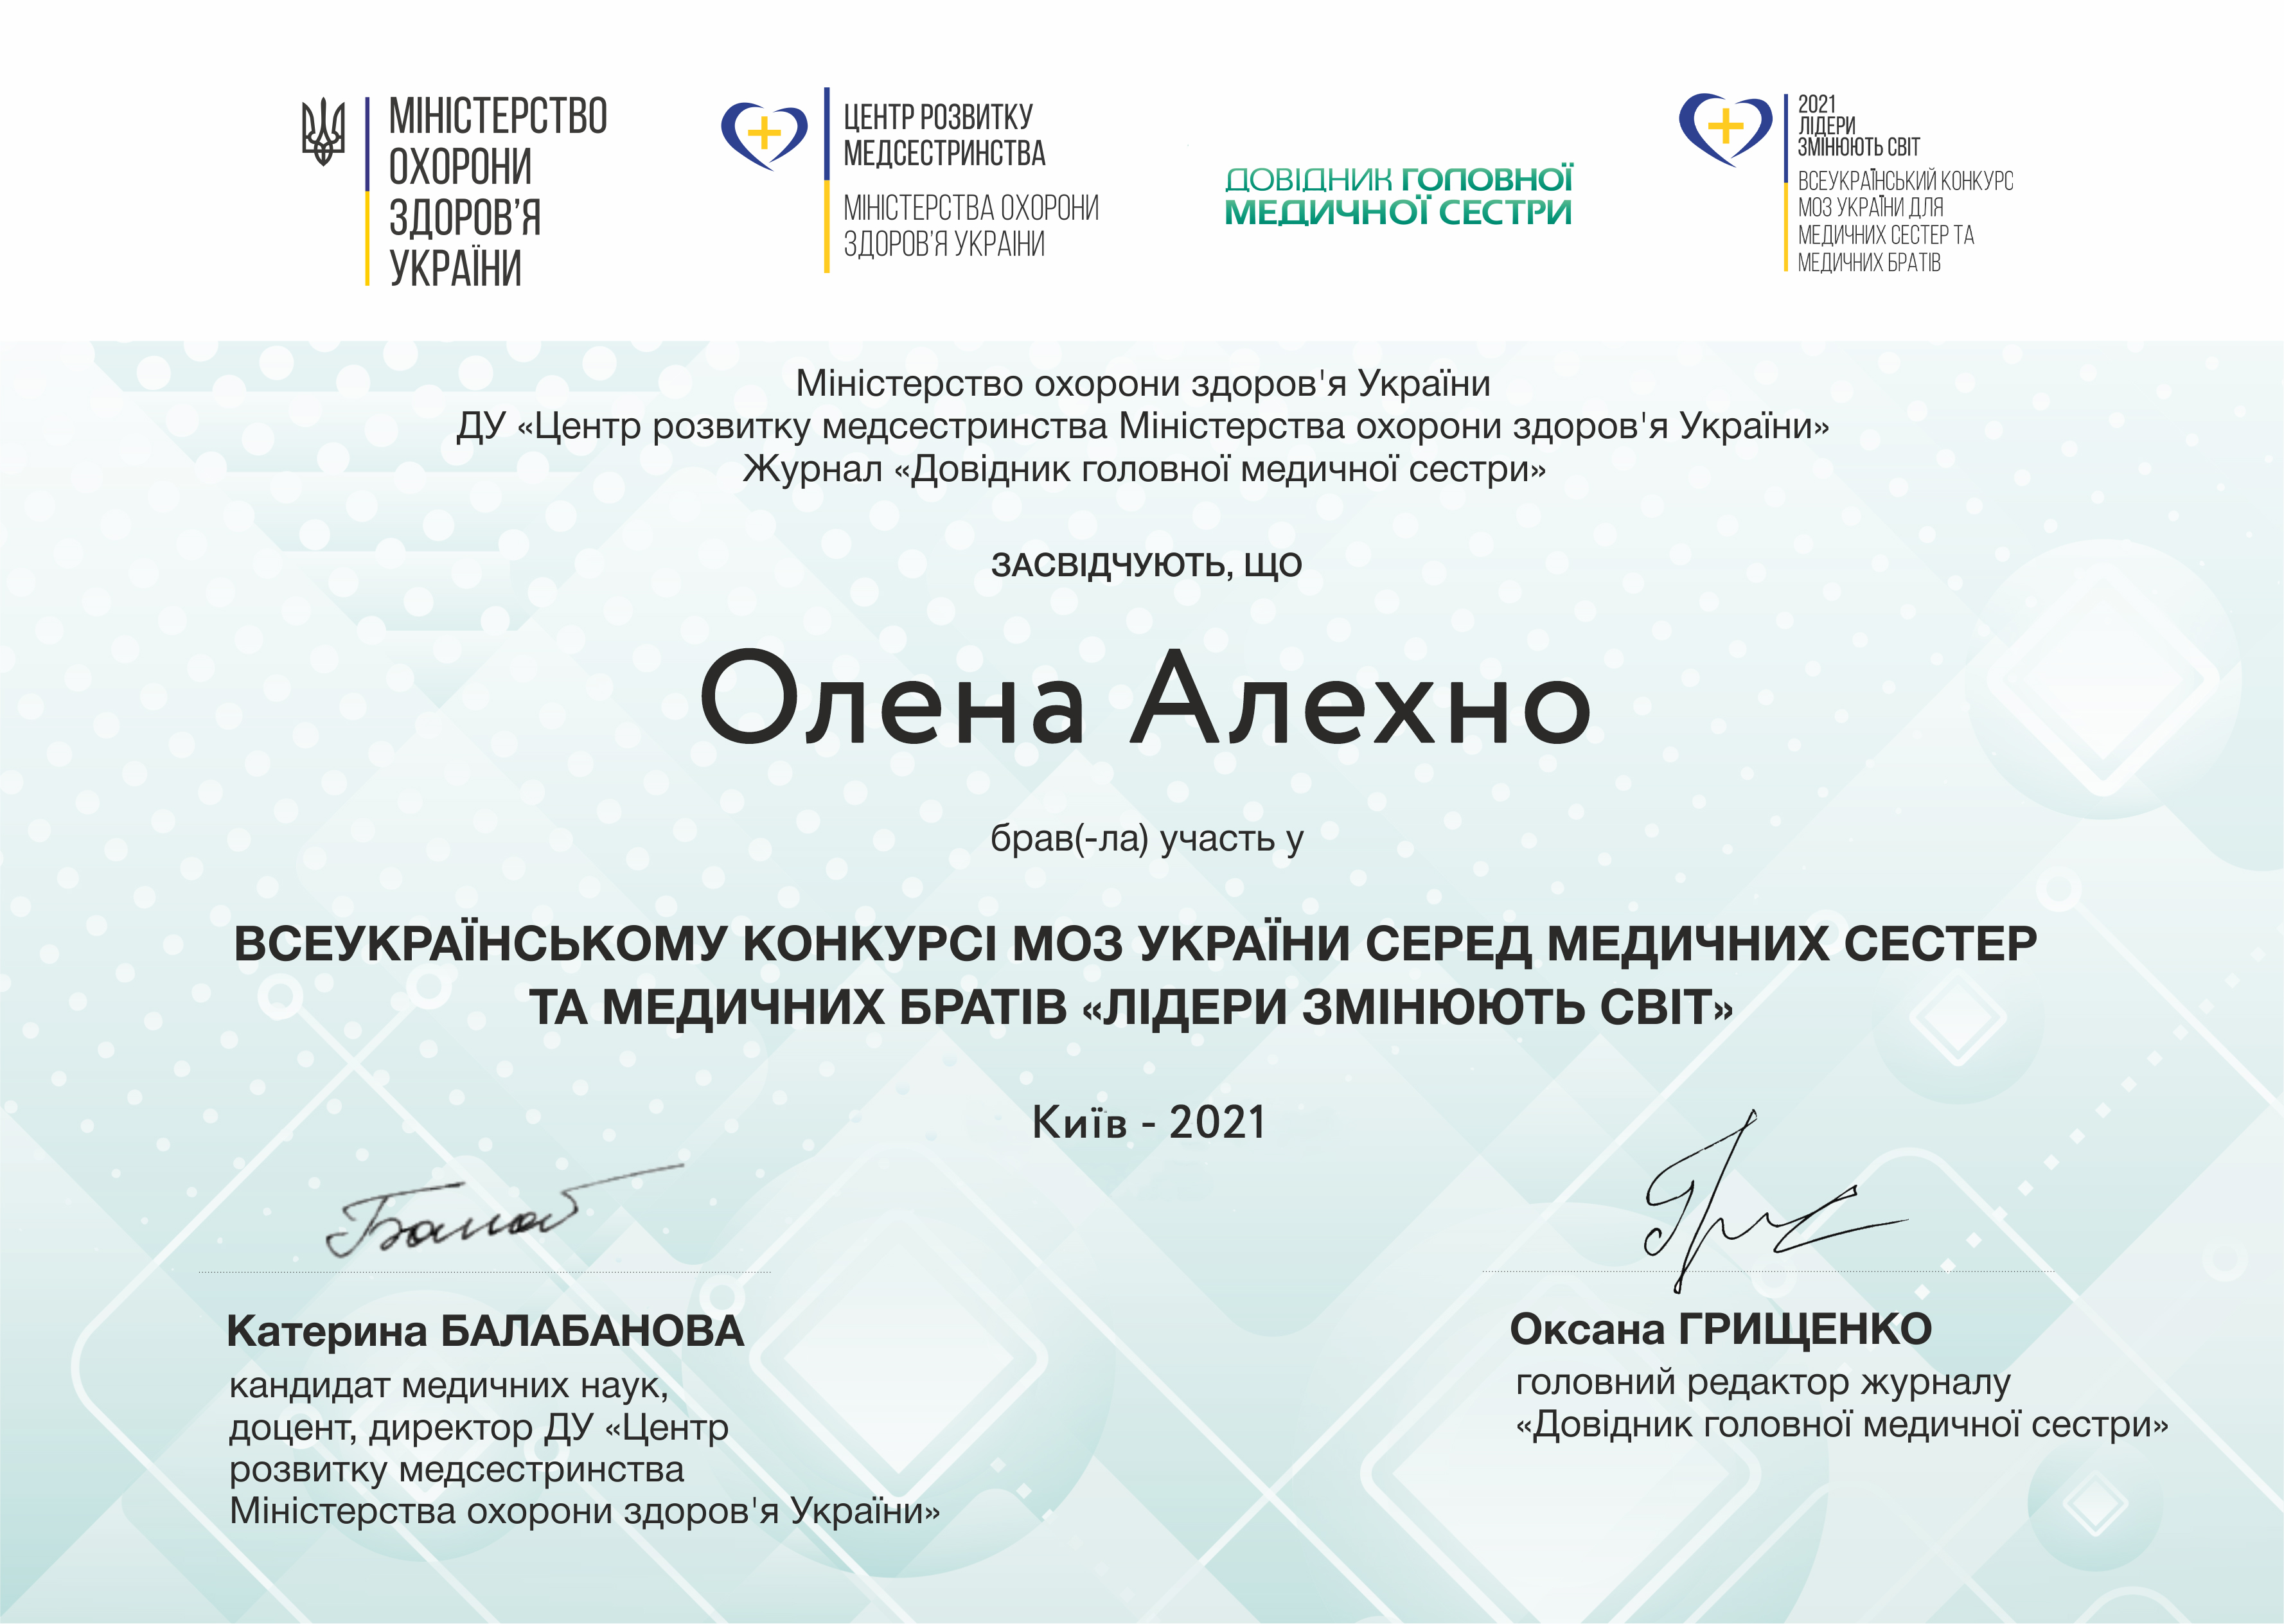 МІНІСТЕРСТВО
ОХОРОНИ
ЗДОРОВ’Я
УКРАЇНИ
ЦЕНТР РОЗВИТКУ
МЕДСЕСТРИНСТВА
МІНІСТЕРСТВА ОХОРОНИ
ЗДОРОВ’Я УКРАІНИ
ДОВІДНИК ГОЛОВНОЇ
МЕДИЧНОЇ СЕСТРИ
2021
ЛІДЕРИ
ЗМІНЮЮТЬ СВІТ
ВСЕУКРАЇНСЬКИЙ КОНКУРС
МОЗ УКРАЇНИ ДЛЯ
МЕДИЧНИХ СЕСТЕР ТА
МЕДИЧНИХ БРАТІВ
Міністерство охорони здоров'я України
ДУ «Центр розвитку медсестринства Міністерства охорони здоров'я України»
Журнал «Довідник головної медичної сестри»
ЗАСВІДЧУЮТЬ, ЩО
Олена Алехно
брав(-ла) участь у
ВСЕУКРАЇНСЬКОМУ КОНКУРСІ МОЗ УКРАЇНИ СЕРЕД МЕДИЧНИХ СЕСТЕР
ТА МЕДИЧНИХ БРАТІВ «ЛІДЕРИ ЗМІНЮЮТЬ СВІТ»
Київ - 2021
Катерина БАЛАБАНОВА
кандидат медичних наук,
доцент, директор ДУ «Центр
розвитку медсестринства
Міністерства охорони здоров'я України»
Оксана ГРИЩЕНКО
головний редактор журналу
«Довідник головної медичної сестри»